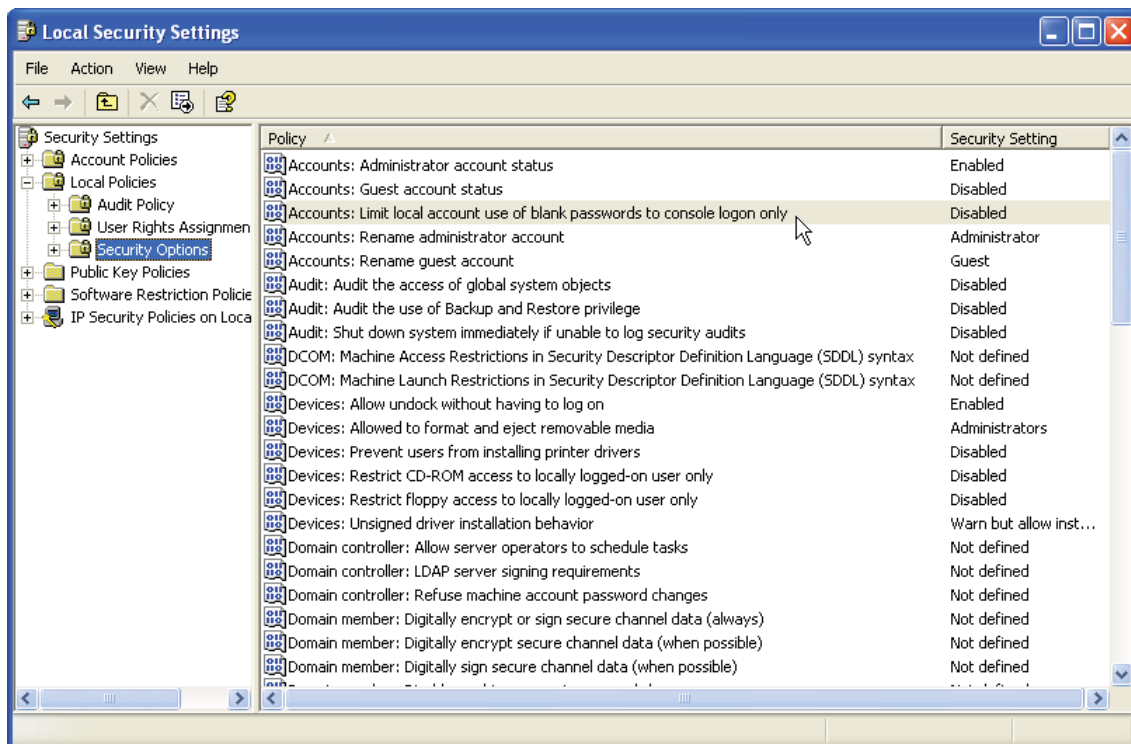 Local Security Settings
File Action View Help
Security Settings
Account Policies
Local Policies
Audit Policy
User Rights Assignmen
Security Options
Public Key Policies
Software Restriction Policie
IP Security Policies on Loca
Policy Security Setting
Accounts: Administrator account status Enabled
Accounts: Guest account status Disabled
Accounts: Limit local account use of blank passwords to console logon only Disabled
Accounts: Rename administrator account Administrator
Accounts: Rename guest account Guest
Audit: Audit the access of global system objects Disabled
Audit: Audit the use of Backup and Restore privilege Disabled
Audit: Shut down system immediately if unable to log security audits Disabled
DCOM: Machine Access Restrictions in Security Descriptor Definition Language (SDDL) syntax Not defined
DCOM: Machine Launch Restrictions in Security Descriptor Definition Language (SDDL) syntax Not defined
Devices: Allow undock without having to log on Enabled
Devices: Allowed to format and eject removable media Administrators
Devices: Prevent users from installing printer drivers Disabled
Devices: Restrict CD-ROM access to locally logged-on user only Disabled
Devices: Restrict floppy access to locally logged-on user only Disabled
Devices: Unsigned driver installation behavior Warn but allow inst...
Domain controller: Allow server operators to schedule tasks Not defined
Domain controller: LDAP server signing requirements Not defined
Domain controller: Refuse machine account password changes Not defined
Domain member: Digitally encrypt or sign secure channel data (always) Not defined
Domain member: Digitally encrypt secure channel data (when possible) Not defined
Domain member: Digitally sign secure channel data (when possible) Not defined